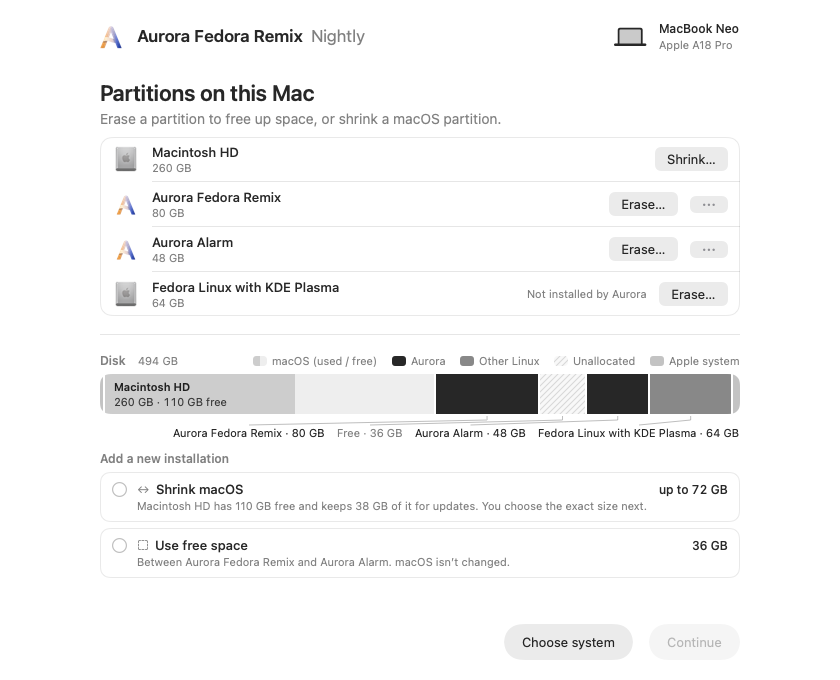 Aurora Fedora Remix Nightly
MacBook Neo
Apple A18 Pro
Partitions on this Mac
Erase a partition to free up space, or shrink a macOS partition.
Macintosh HD
260 GB
Shrink...
Aurora Fedora Remix
80 GB
Erase...
Aurora Alarm
48 GB
Erase...
Fedora Linux with KDE Plasma
64 GB
Not installed by Aurora
Erase...
Disk 494 GB
macOS (used / free)
Aurora
Other Linux
Unallocated
Apple system
Macintosh HD
260 GB · 110 GB free
Aurora Fedora Remix · 80 GB
Free · 36 GB
Aurora Alarm · 48 GB
Fedora Linux with KDE Plasma · 64 GB
Add a new installation
Shrink macOS
up to 72 GB
Macintosh HD has 110 GB free and keeps 38 GB of it for updates. You choose the exact size next.
Use free space
36 GB
Between Aurora Fedora Remix and Aurora Alarm. macOS isn't changed.
Choose system
Continue